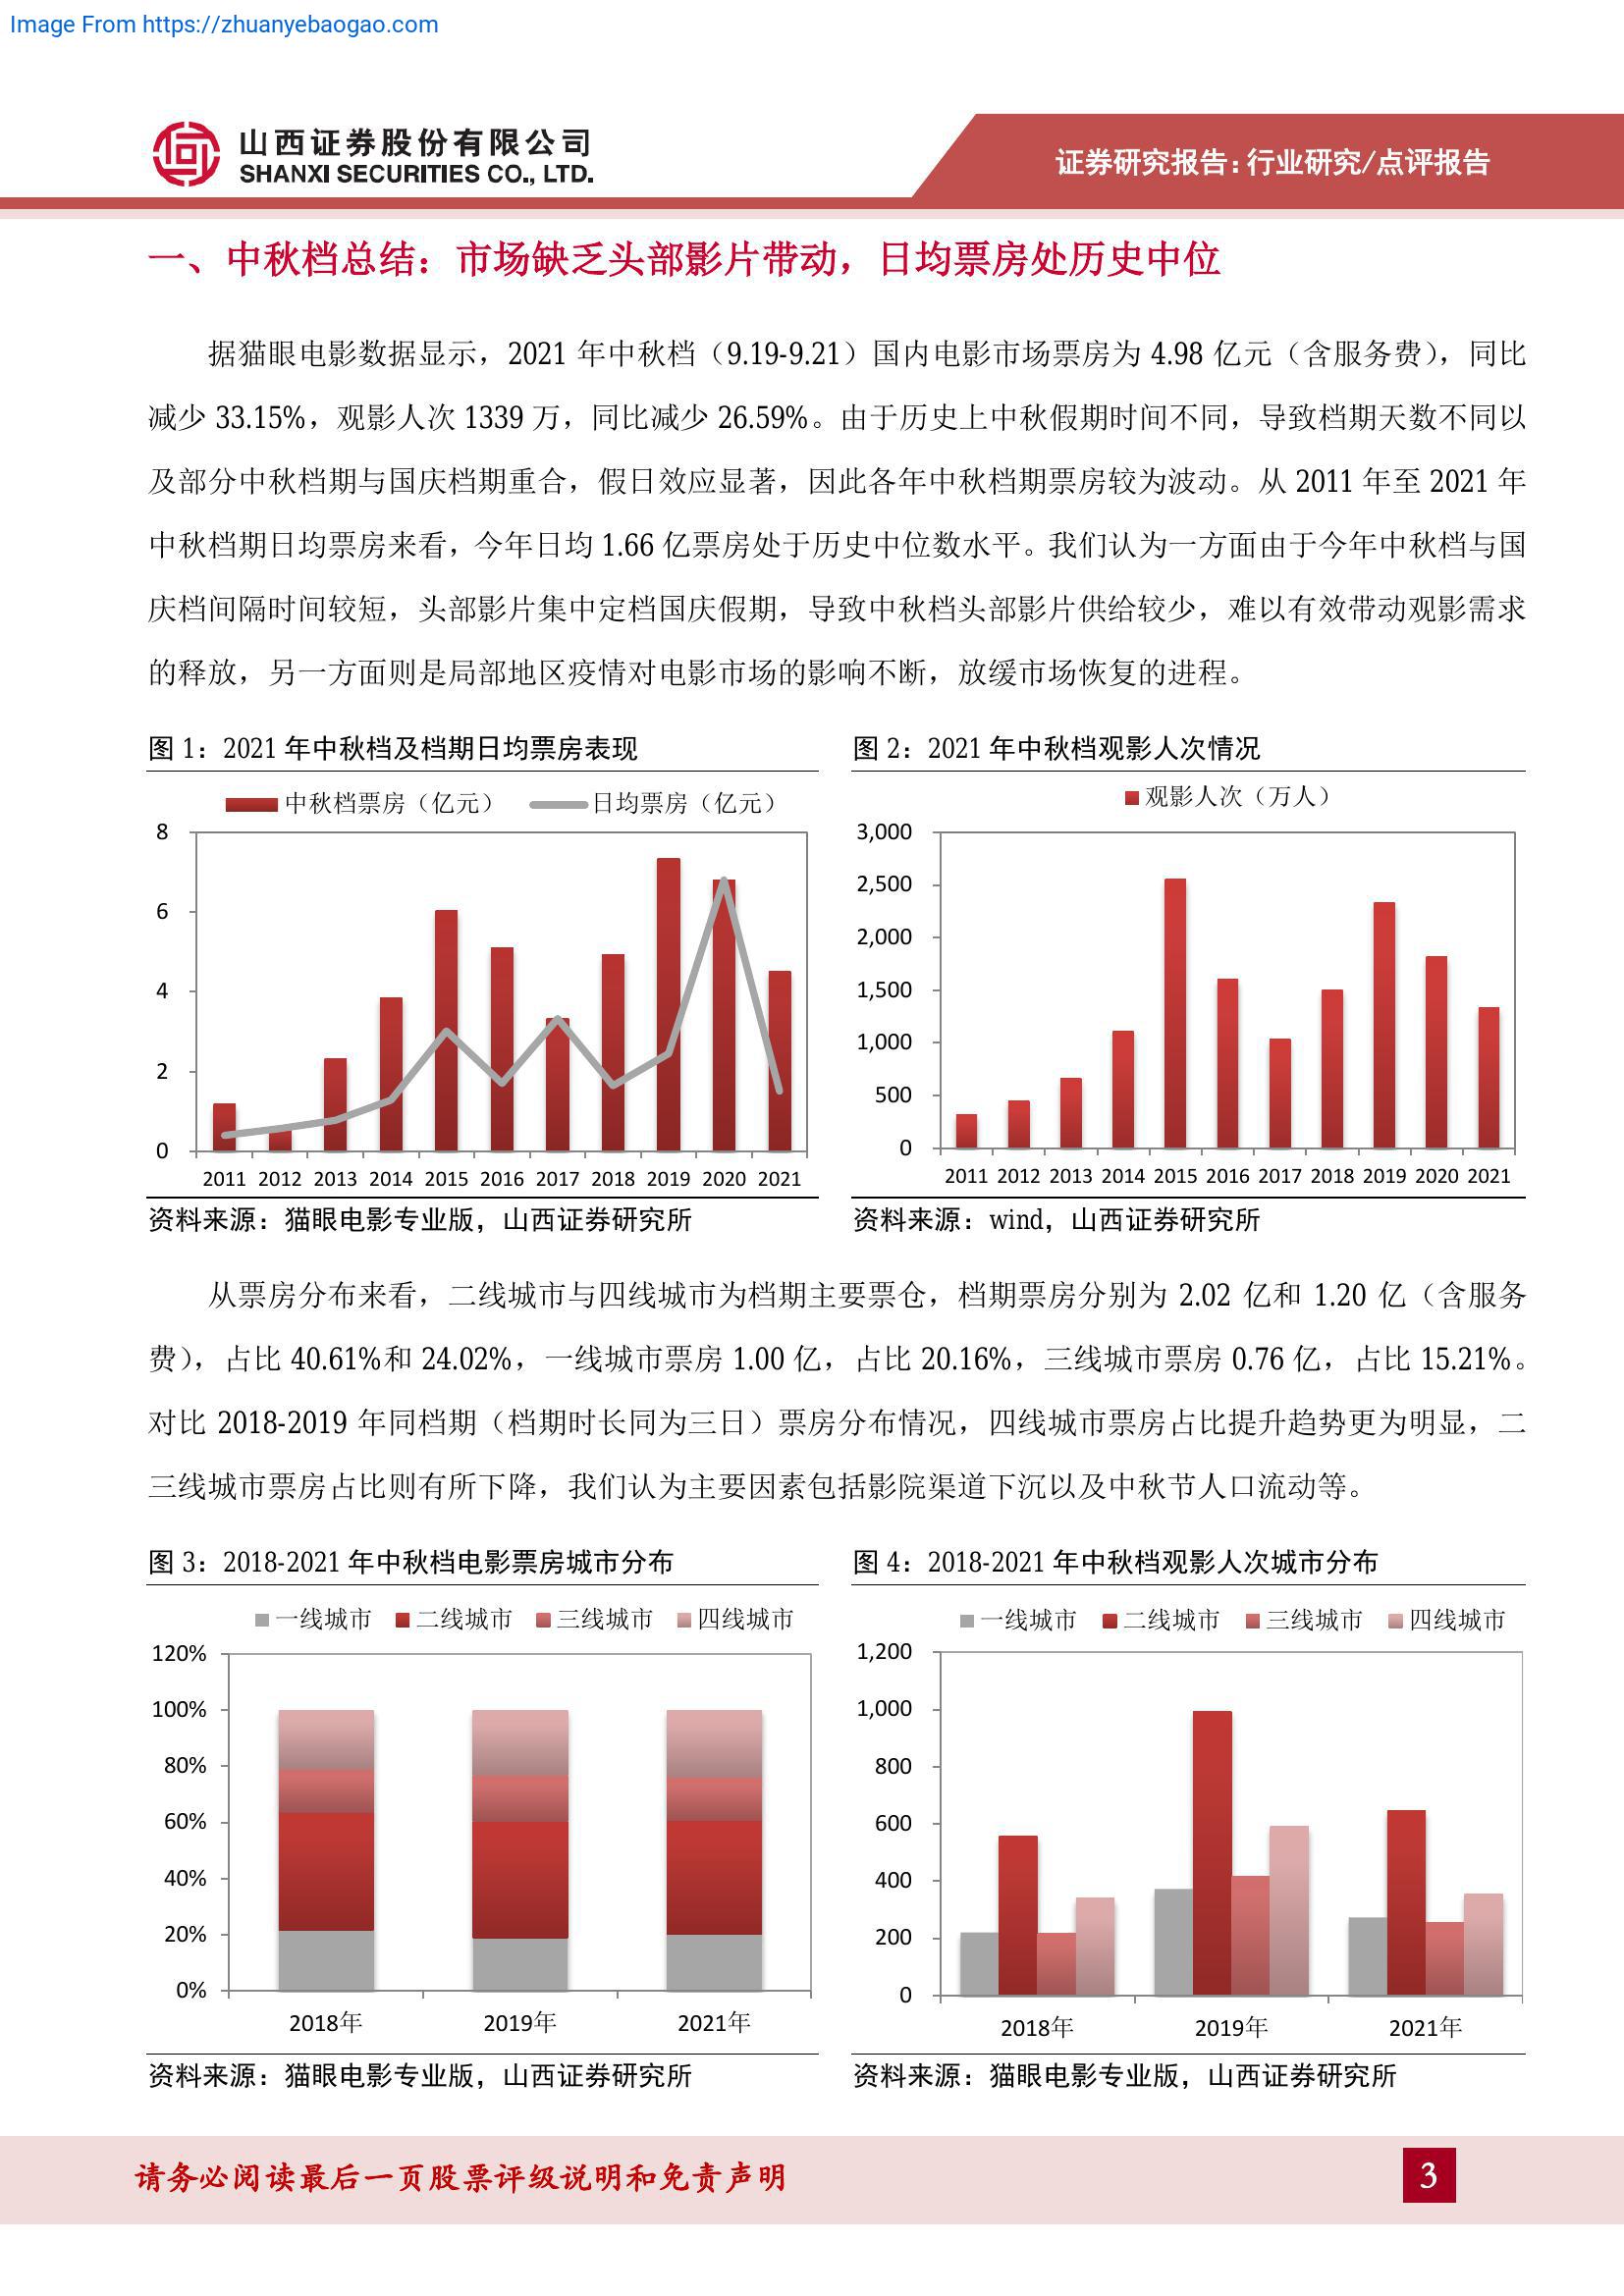 Image From https://zhuanyebaogao.com
山西证券股份有限公司
SHANXI SECURITIES CO., LTD.
证券研究报告：行业研究/点评报告
一、中秋档总结：市场缺乏头部影片带动，日均票房处历史中位
据猫眼电影数据显示，2021 年中秋档（9.19-9.21）国内电影市场票房为 4.98 亿元（含服务费），同比
减少 33.15%，观影人次 1339 万，同比减少 26.59%。由于历史上中秋假期时间不同，导致档期天数不同以
及部分中秋档期与国庆档期重合，假日效应显著，因此各年中秋档期票房较为波动。从 2011 年至 2021 年
中秋档期日均票房来看，今年日均 1.66 亿票房处于历史中位数水平。我们认为一方面由于今年中秋档与国
庆档间隔时间较短，头部影片集中定档国庆假期，导致中秋档头部影片供给较少，难以有效带动观影需求
的释放，另一方面则是局部地区疫情对电影市场的影响不断，放缓市场恢复的进程。
图 1：2021 年中秋档及档期日均票房表现
中秋档票房（亿元） 日均票房（亿元）
8
6
4
2
0
2011 2012 2013 2014 2015 2016 2017 2018 2019 2020 2021
资料来源：猫眼电影专业版，山西证券研究所
图 2：2021 年中秋档观影人次情况
观影人次（万人）
3,000
2,500
2,000
1,500
1,000
500
0
2011 2012 2013 2014 2015 2016 2017 2018 2019 2020 2021
资料来源：wind，山西证券研究所
从票房分布来看，二线城市与四线城市为档期主要票仓，档期票房分别为 2.02 亿和 1.20 亿（含服务
费），占比 40.61%和 24.02%，一线城市票房 1.00 亿，占比 20.16%，三线城市票房 0.76 亿，占比 15.21%。
对比 2018-2019 年同档期（档期时长同为三日）票房分布情况，四线城市票房占比提升趋势更为明显，二
三线城市票房占比则有所下降，我们认为主要因素包括影院渠道下沉以及中秋节人口流动等。
图 3：2018-2021 年中秋档电影票房城市分布
一线城市 二线城市 三线城市 四线城市
120%
100%
80%
60%
40%
20%
0%
2018年 2019年 2021年
资料来源：猫眼电影专业版，山西证券研究所
图 4：2018-2021 年中秋档观影人次城市分布
一线城市 二线城市 三线城市 四线城市
1,200
1,000
800
600
400
200
0
2018年 2019年 2021年
资料来源：猫眼电影专业版，山西证券研究所
请务必阅读最后一页股票评级说明和免责声明
3